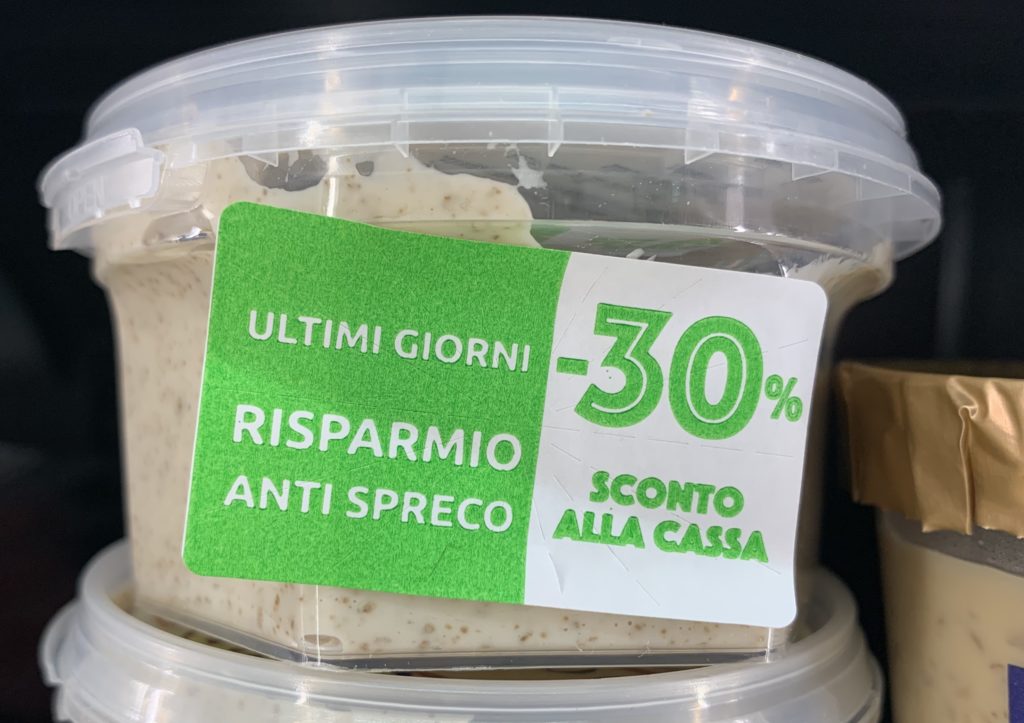 ULTIMI GIORNI
RISPARMIO
ANTI SPRECO
-30%
SCONTO
ALLA CASSA